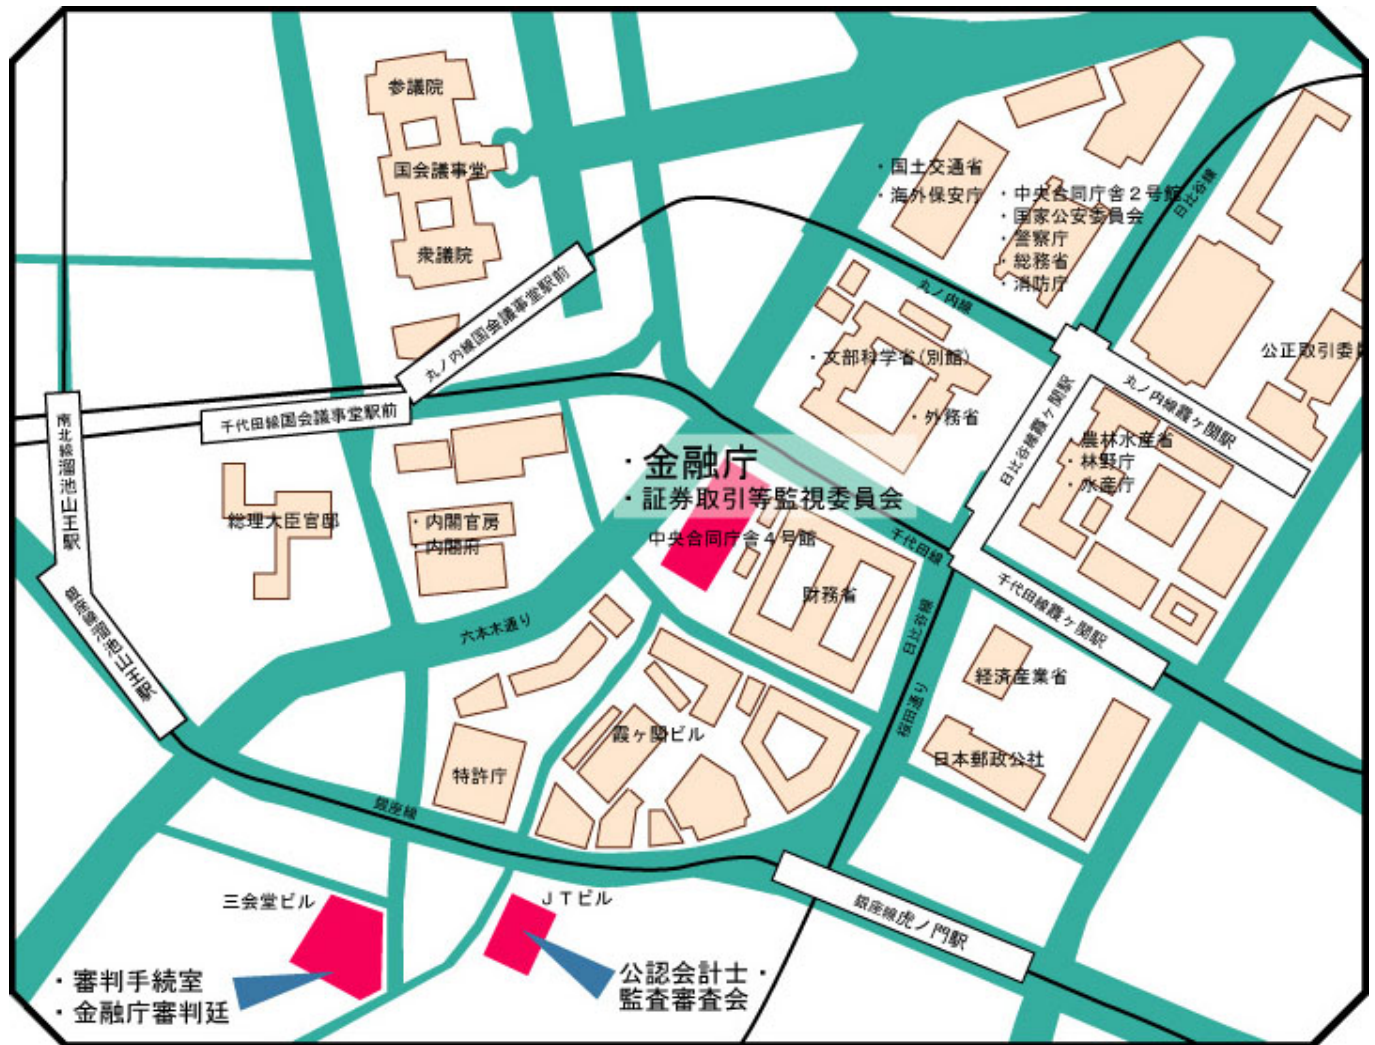 参議院
国会議事堂
衆議院
・国土交通省
・海外保安庁
・中央合同庁舎２号館
・国家公安委員会
・警察庁
・総務省
・消防庁
日比谷線
丸ノ内線国会議事堂駅前
丸ノ内線
・文部科学省(別館)
・外務省
公正取引委員
千代田線国会議事堂駅前
南北線溜池山王駅
銀座線溜池山王駅
総理大臣官邸
・内閣官房
・内閣府
・金融庁
・証券取引等監視委員会
中央合同庁舎４号館
日比谷線霞ヶ関駅
丸ノ内線霞ヶ関駅
・農林水産省
・林野庁
・水産庁
千代田線
千代田線霞ヶ関駅
財務省
六本木通り
日比谷線
桜田通り
経済産業省
日本郵政公社
霞ヶ関ビル
特許庁
銀座線
銀座線虎ノ門駅
三会堂ビル
ＪＴビル
・審判手続室
・金融庁審判廷
公認会計士・
監査審査会